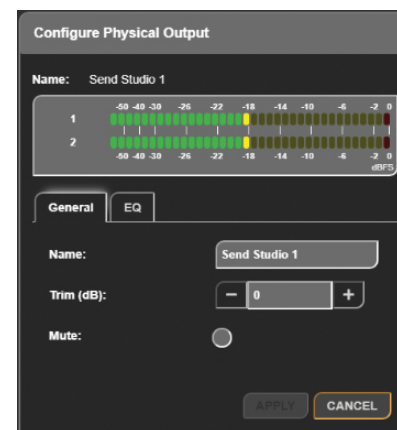 Configure Physical Output
Name: Send Studio 1
-50 -40 -30 -26 -22 -18 -14 -10 -6 -2 0
1
2
-50 -40 -30 -26 -22 -18 -14 -10 -6 -2 0
dBFS
General EQ
Name: Send Studio 1
Trim (dB): − 0 +
Mute:
APPLY CANCEL